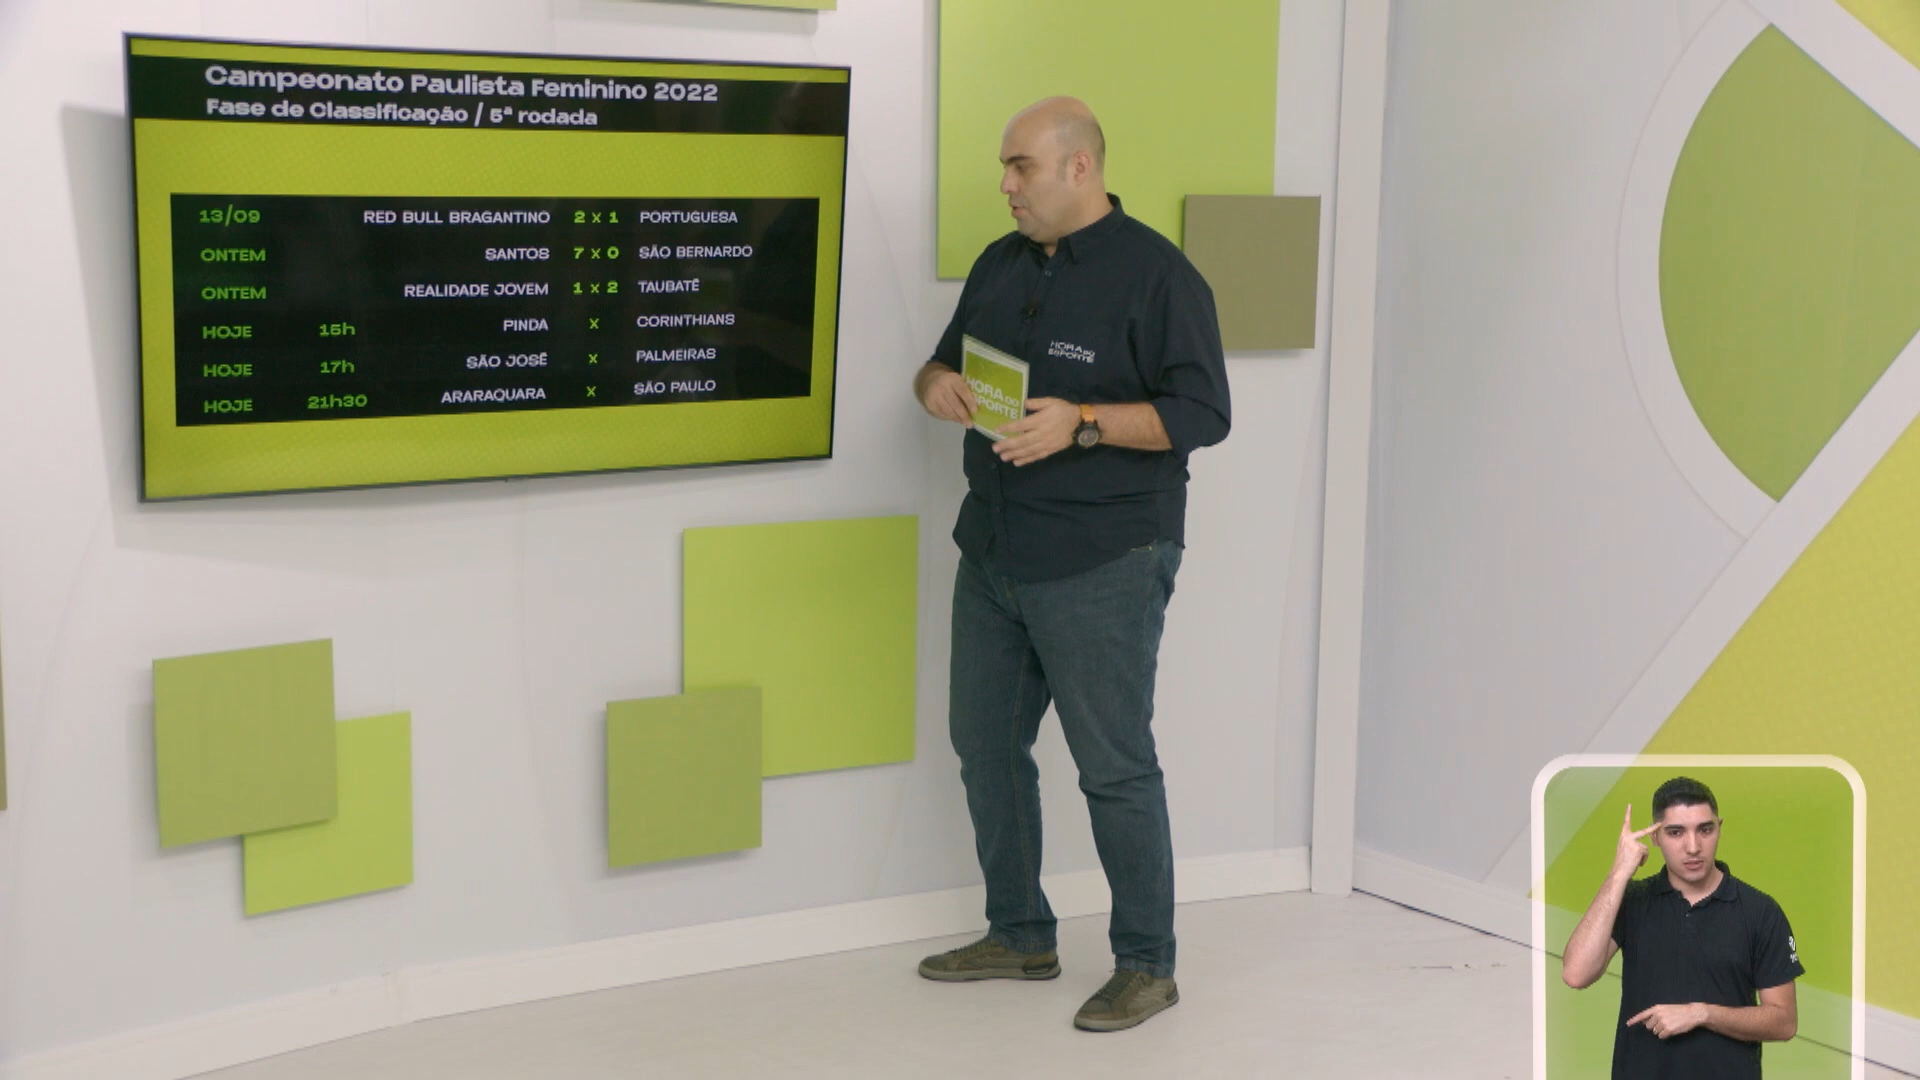 Campeonato Paulista Feminino 2022
Fase de Classificação / 5ª rodada
13/09 RED BULL BRAGANTINO 2 x 1 PORTUGUESA
ONTEM SANTOS 7 x 0 SÃO BERNARDO
ONTEM REALIDADE JOVEM 1 x 2 TAUBATÉ
HOJE 15h PINDA x CORINTHIANS
HOJE 17h SÃO JOSÉ x PALMEIRAS
HOJE 21h30 ARARAQUARA x SÃO PAULO
HORA DO
ESPORTE
HORA DO
ESPORTE